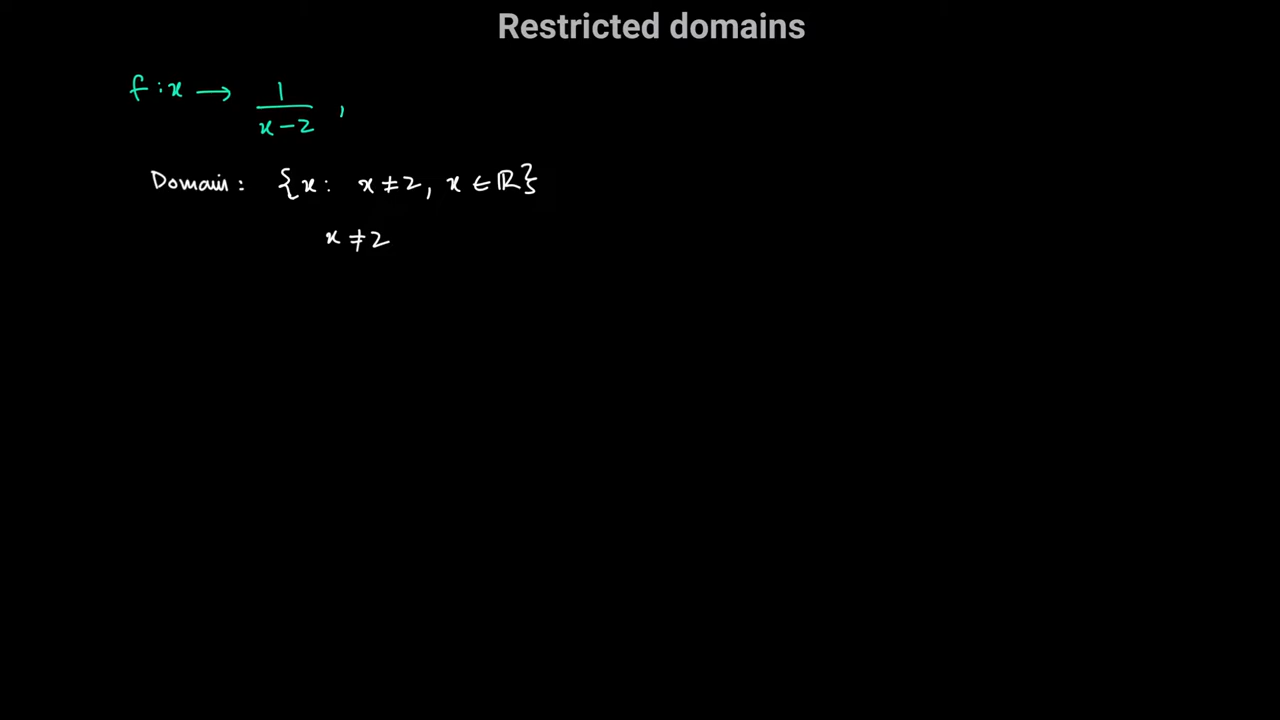 Restricted domains
f : x → 1/(x-2) ,
Domain: {x: x≠2, x ∈ ℝ}
x ≠ 2